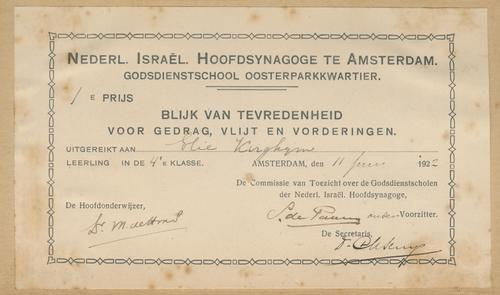 NEDERL. ISRAËL. HOOFDSYNAGOGE TE AMSTERDAM.
GODSDIENSTSCHOOL OOSTERPARKKWARTIER.
1 E PRIJS
BLIJK VAN TEVREDENHEID
VOOR GEDRAG, VLIJT EN VORDERINGEN.
UITGEREIKT AAN Elie
LEERLING IN DE 4e E KLASSE. AMSTERDAM, den 11 Juni 1922
De Commissie van Toezicht over de Godsdienstscholen
der Nederl. Israël. Hoofdsynagoge,
De Hoofdonderwijzer,
onder-Voorzitter.
De Secretaris,